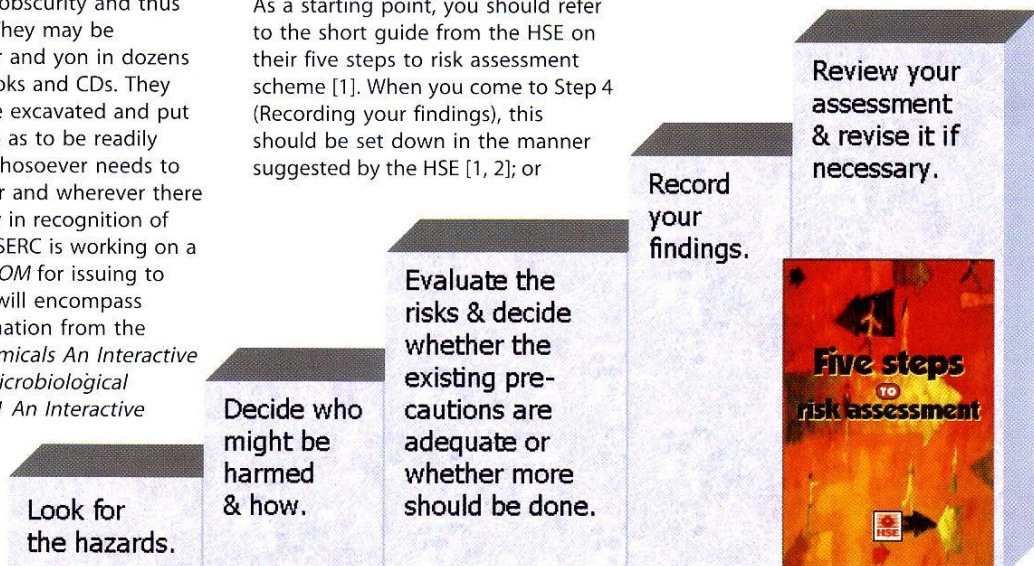 obscurity and thus
hey may be
r and yon in dozens
oks and CDs. They
e excavated and put
as to be readily
hosoever needs to
r and wherever there
in recognition of
SERC is working on a
OM for issuing to
will encompass
nation from the
micals An Interactive
icrobiological
An Interactive
As a starting point, you should refer
to the short guide from the HSE on
their five steps to risk assessment
scheme [1]. When you come to Step 4
(Recording your findings), this
should be set down in the manner
suggested by the HSE [1, 2]; or
Look for
the hazards.
Decide who
might be
harmed
& how.
Evaluate the
risks & decide
whether the
existing pre-
cautions are
adequate or
whether more
should be done.
Record
your
findings.
Review your
assessment
& revise it if
necessary.
Five steps
TO
risk assessment
HSE